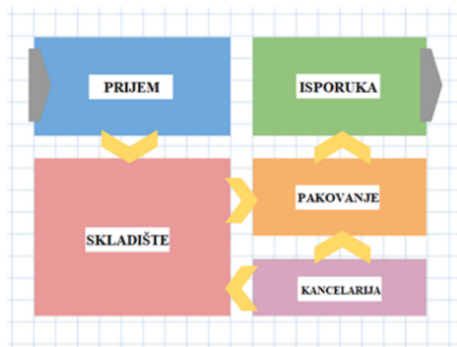 PRIJEM
ISPORUKA
SKLADIŠTE
PAKOVANJE
KANCELARIJA